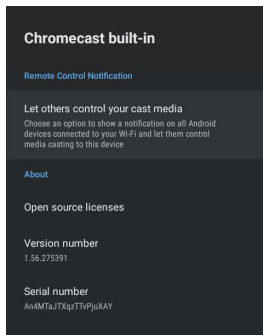 Chromecast built-in
Remote Control Notification
Let others control your cast media
Choose an option to show a notification on all Android
devices connected to your Wi-Fi and let them control
media casting to this device
About
Open source licenses
Version number
1.56.275391
Serial number
An4MTaJTXqzTTvPjuXAY